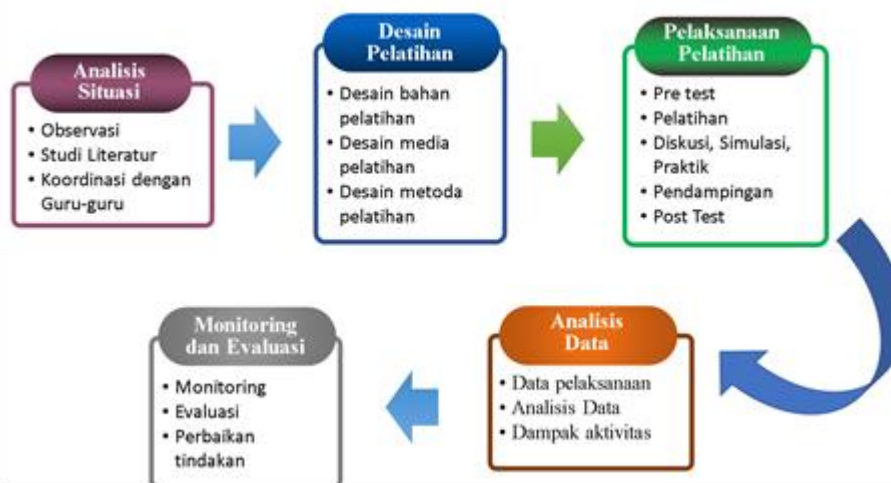 Analisis
Situasi
• Observasi
• Studi Literatur
• Koordinasi dengan
Guru-guru
Desain
Pelatihan
• Desain bahan
pelatihan
• Desain media
pelatihan
• Desain metoda
pelatihan
Pelaksanaan
Pelatihan
• Pre test
• Pelatihan
• Diskusi, Simulasi,
Praktik
• Pendampingan
• Post Test
Analisis
Data
• Data pelaksanaan
• Analisis Data
• Dampak aktivitas
Monitoring
dan Evaluasi
• Monitoring
• Evaluasi
• Perbaikan
tindakan